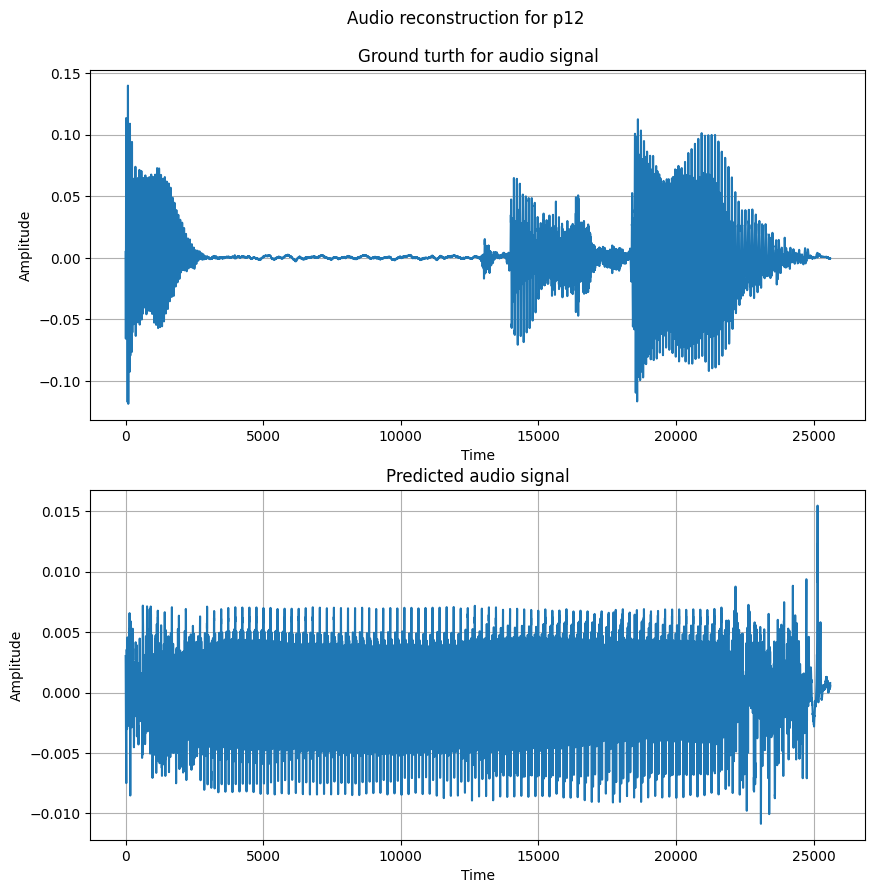 Audio reconstruction for p12
Ground turth for audio signal
0.15
0.10
0.05
0.00
−0.05
−0.10
Amplitude
0 5000 10000 15000 20000 25000
Time
Predicted audio signal
0.015
0.010
0.005
0.000
−0.005
−0.010
Amplitude
0 5000 10000 15000 20000 25000
Time